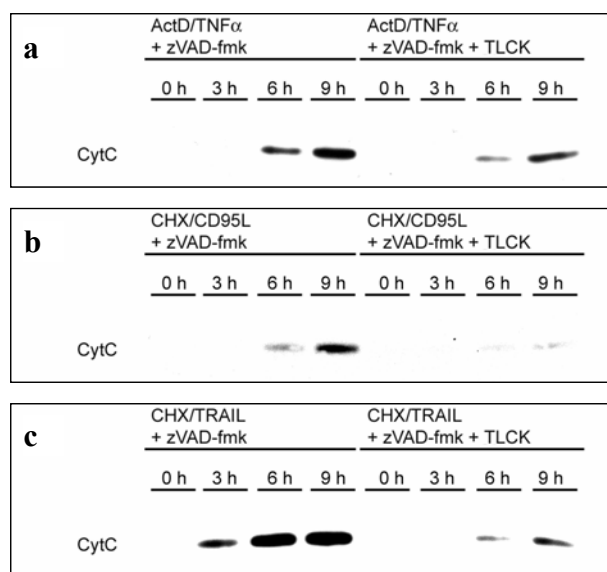 a
ActD/TNFα ActD/TNFα
+ zVAD-fmk + zVAD-fmk + TLCK
0 h 3 h 6 h 9 h 0 h 3 h 6 h 9 h
CytC
b
CHX/CD95L CHX/CD95L
+ zVAD-fmk + zVAD-fmk + TLCK
0 h 3 h 6 h 9 h 0 h 3 h 6 h 9 h
CytC
c
CHX/TRAIL CHX/TRAIL
+ zVAD-fmk + zVAD-fmk + TLCK
0 h 3 h 6 h 9 h 0 h 3 h 6 h 9 h
CytC